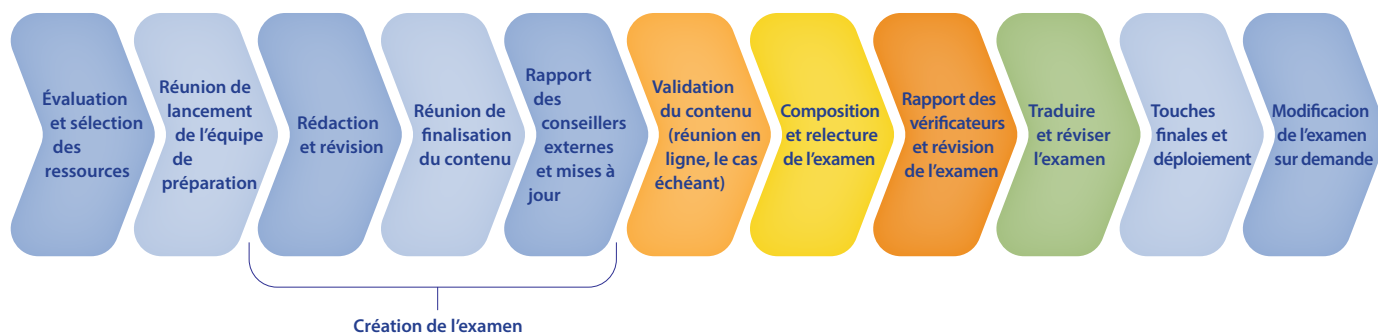 Évaluation
et sélection
des
ressources
Réunion de
lancement
de l’équipe
de
préparation
Rédaction
et révision
Réunion de
finalisation
du contenu
Rapport
des
conseillers
externes
et mises à
jour
Validation
du contenu
(réunion en
ligne, le cas
échéant)
Composition
et relecture
de l’examen
Rapport des
vérificateurs
et révision
de l’examen
Traduire
et réviser
l’examen
Touches
finales et
déploiement
Modificacion
de l’examen
sur demande
Création de l’examen